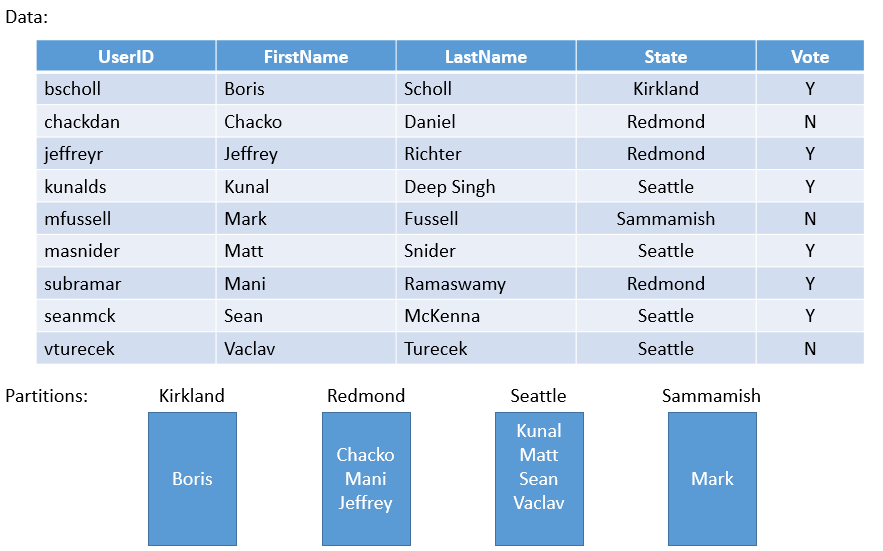 Data:
UserID FirstName LastName State Vote
bscholl Boris Scholl Kirkland Y
chackdan Chacko Daniel Redmond N
jeffreyr Jeffrey Richter Redmond Y
kunalds Kunal Deep Singh Seattle Y
mfussell Mark Fussell Sammamish N
masnider Matt Snider Seattle Y
subramar Mani Ramaswamy Redmond Y
seanmck Sean McKenna Seattle Y
vturecek Vaclav Turecek Seattle N
Partitions: Kirkland Redmond Seattle Sammamish
Boris
Chacko
Mani
Jeffrey
Kunal
Matt
Sean
Vaclav
Mark